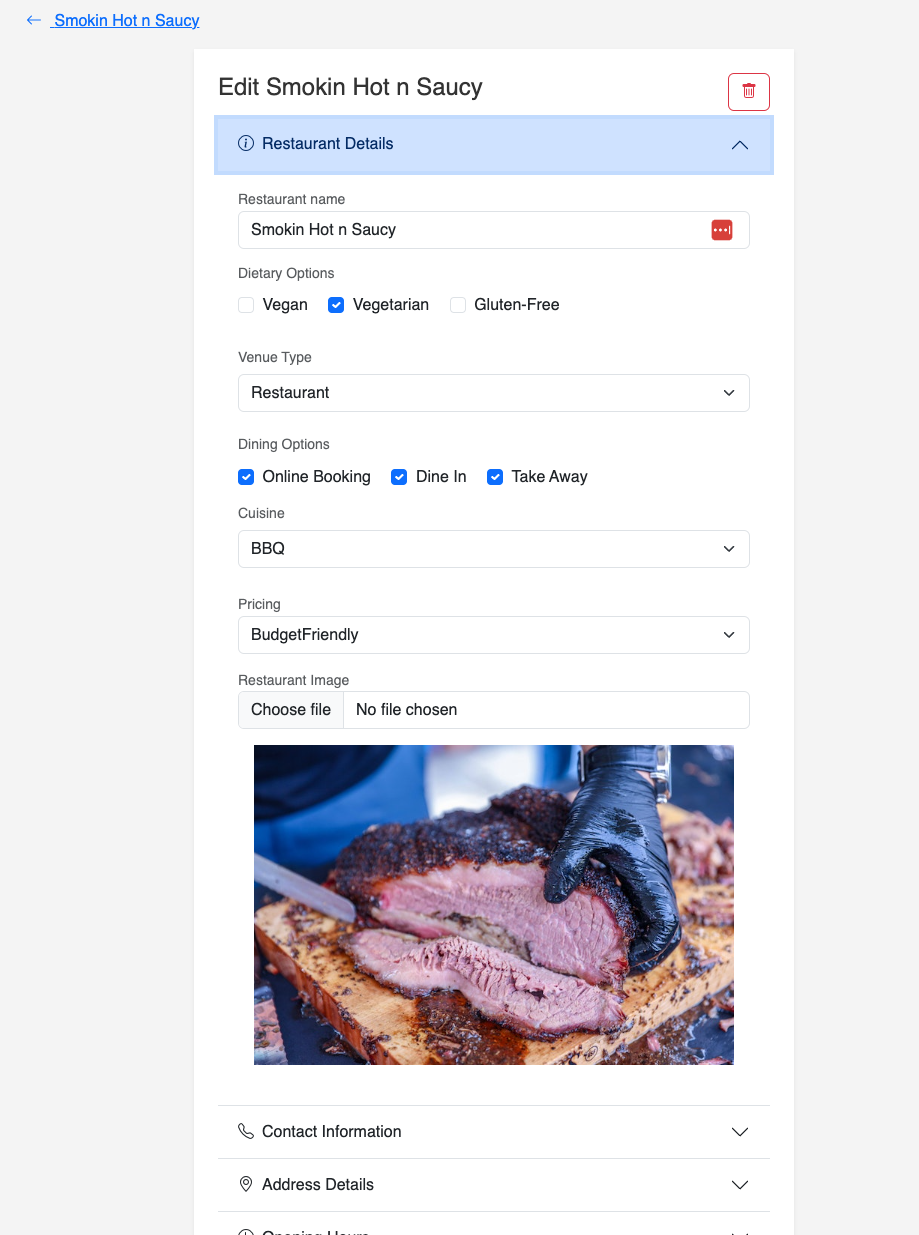 ← Smokin Hot n Saucy
Edit Smokin Hot n Saucy
Restaurant Details
Restaurant name
Smokin Hot n Saucy
Dietary Options
Vegan Vegetarian Gluten-Free
Venue Type
Restaurant
Dining Options
Online Booking Dine In Take Away
Cuisine
BBQ
Pricing
BudgetFriendly
Restaurant Image
Choose file No file chosen
Contact Information
Address Details
Opening Hours